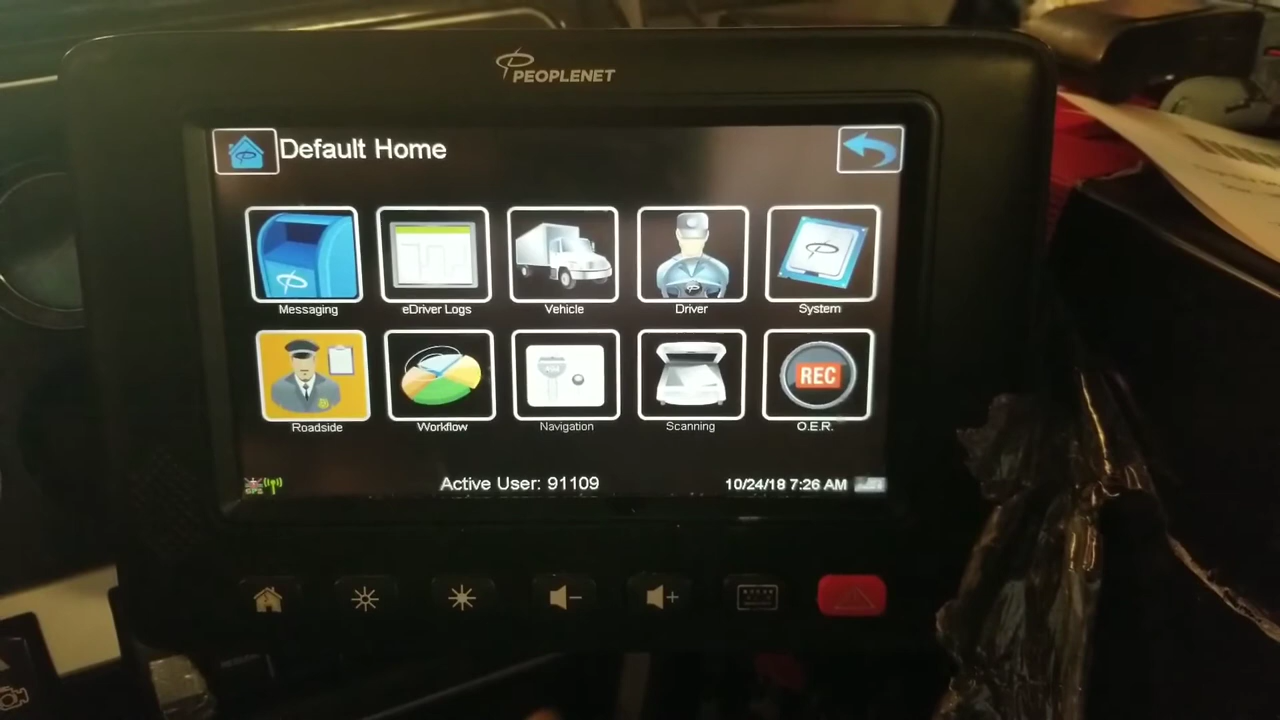 PEOPLENET
Default Home
Messaging
eDriver Logs
Vehicle
Driver
System
REC
Roadside
Workflow
Navigation
Scanning
O.E.R.
GPS
Active User: 91109
10/24/18 7:26 AM